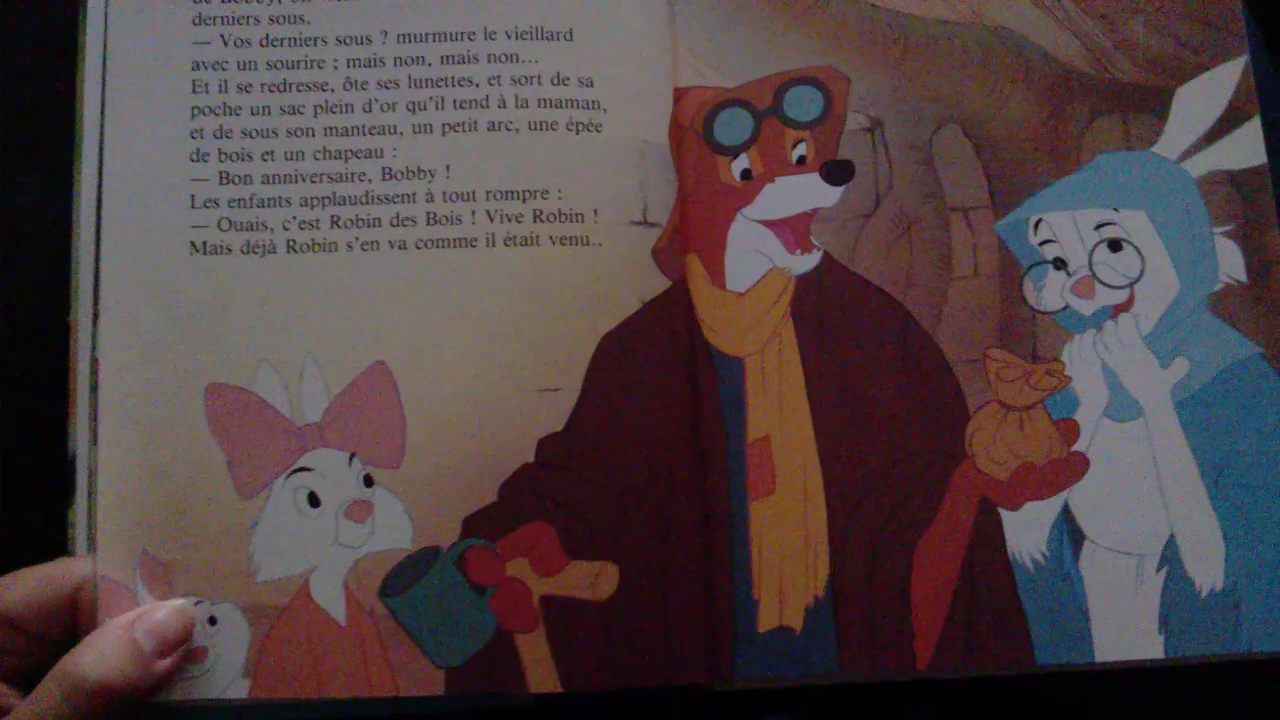 derniers sous.
— Vos derniers sous ? murmure le vieillard
avec un sourire ; mais non, mais non...
Et il se redresse, ôte ses lunettes, et sort de sa
poche un sac plein d'or qu'il tend à la maman,
et de sous son manteau, un petit arc, une épée
de bois et un chapeau :
— Bon anniversaire, Bobby !
Les enfants applaudissent à tout rompre :
— Ouais, c'est Robin des Bois ! Vive Robin !
Mais déjà Robin s'en va comme il était venu..